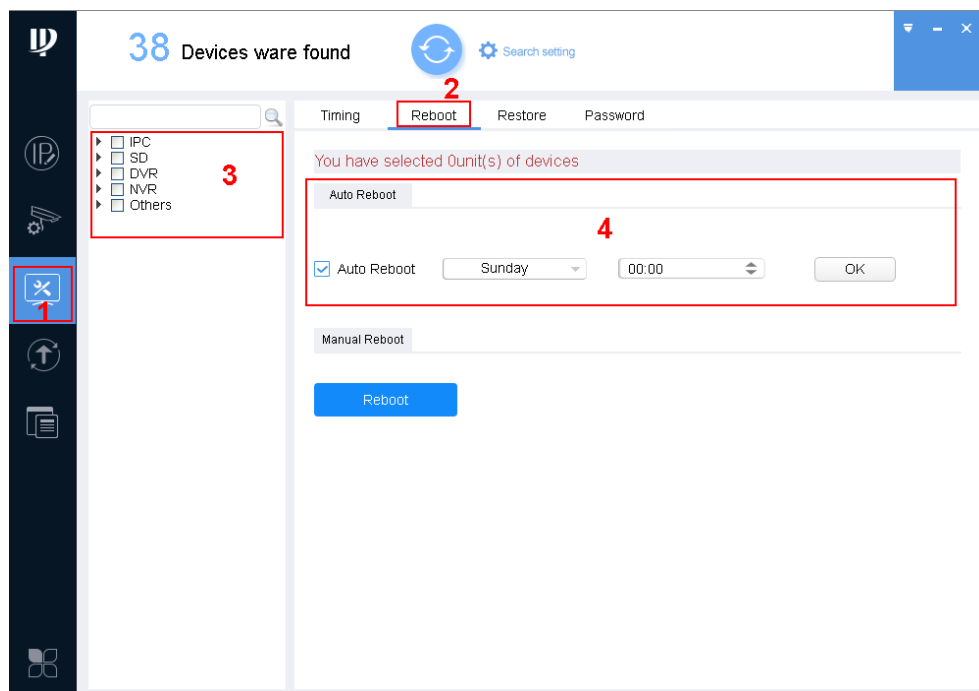 38 Devices ware found
Search setting
2
Timing Reboot Restore Password
IPC
SD
DVR
NVR
Others
3
You have selected 0unit(s) of devices
Auto Reboot
4
Auto Reboot Sunday 00:00 OK
1
Manual Reboot
Reboot
IP